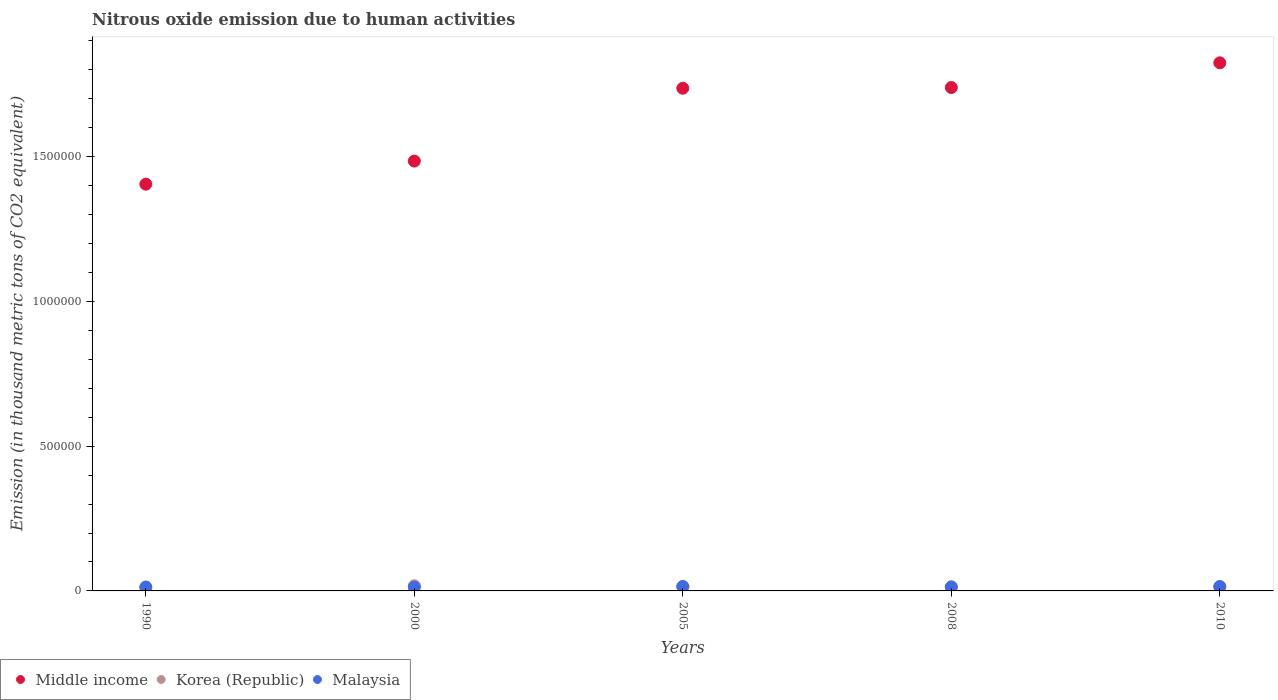 Nitrous oxide emission due to human activities
Emission (in thousand metric tons of CO2 equivalent)
1500000
1000000
500000
0
1990
2000
2005
2008
2010
Years
Middle income
Korea (Republic)
Malaysia